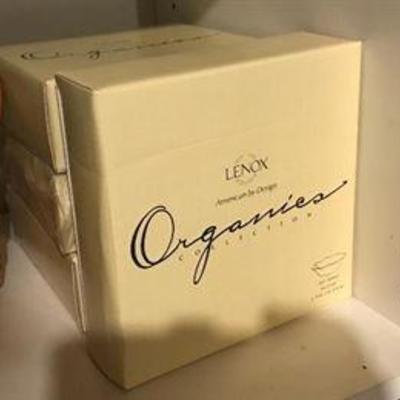 LENOX
American by Design
Organics
COLLECTION